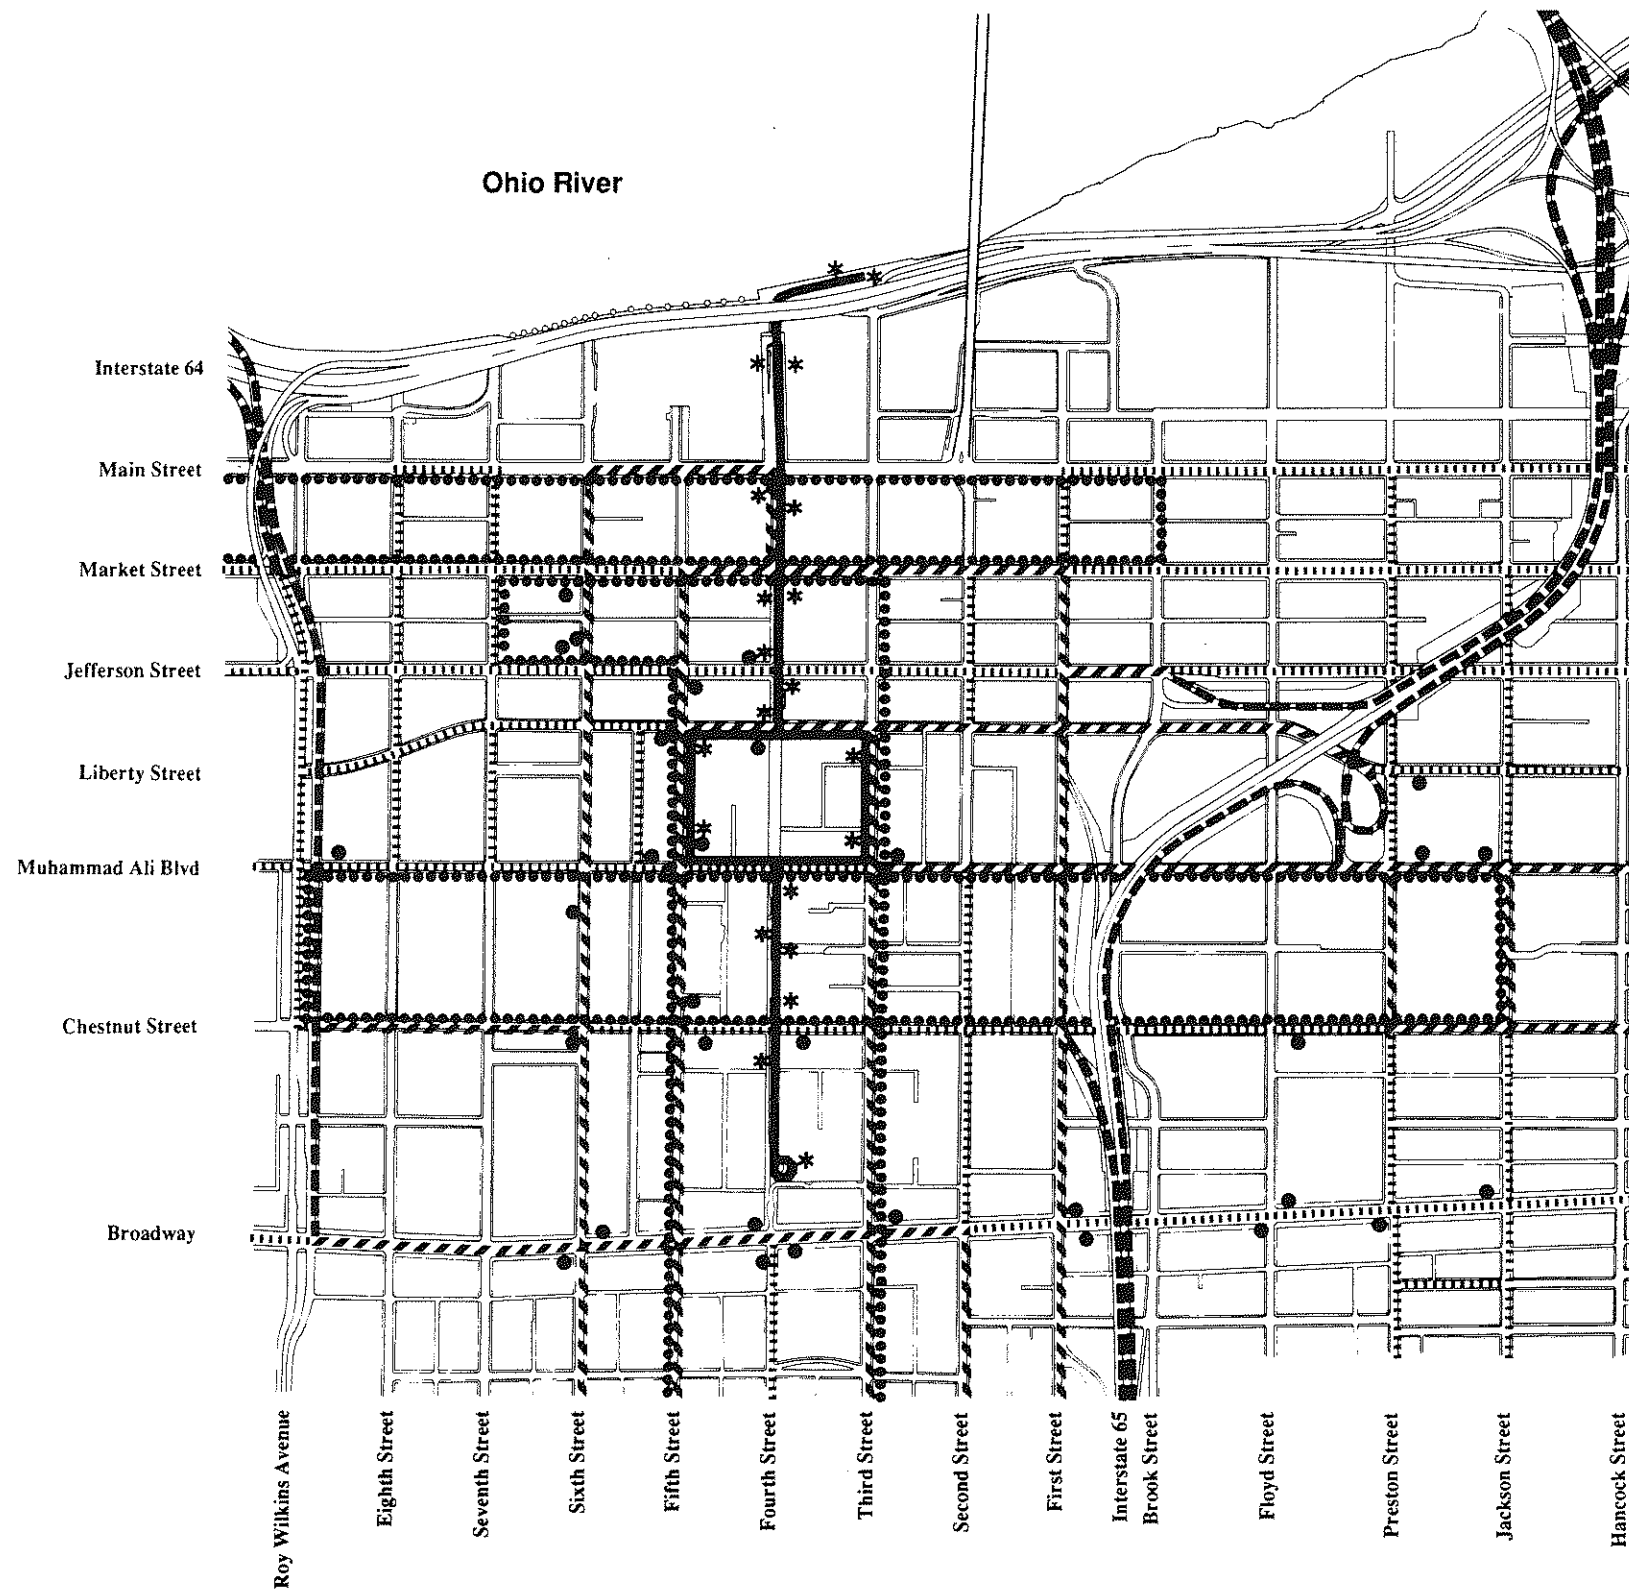 Ohio River
Interstate 64
Main Street
Market Street
Jefferson Street
Liberty Street
Muhammad Ali Blvd
Chestnut Street
Broadway
Roy Wilkins Avenue
Eighth Street
Seventh Street
Sixth Street
Fifth Street
Fourth Street
Third Street
Second Street
First Street
Interstate 65
Brook Street
Floyd Street
Preston Street
Jackson Street
Hancock Street